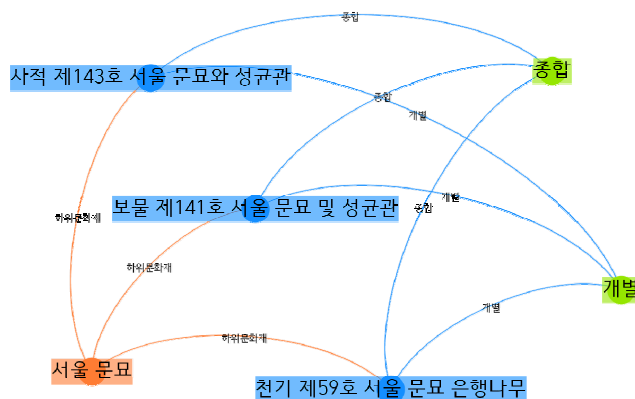 종합
종합
사적 제143호 서울 문묘와 성균관
종합
개별
개별
보물 제141호 서울 문묘 및 성균관
종합
하위문화재
하위문화재
개별
개별
하위문화재
서울 문묘
천기 제59호 서울 문묘 은행나무